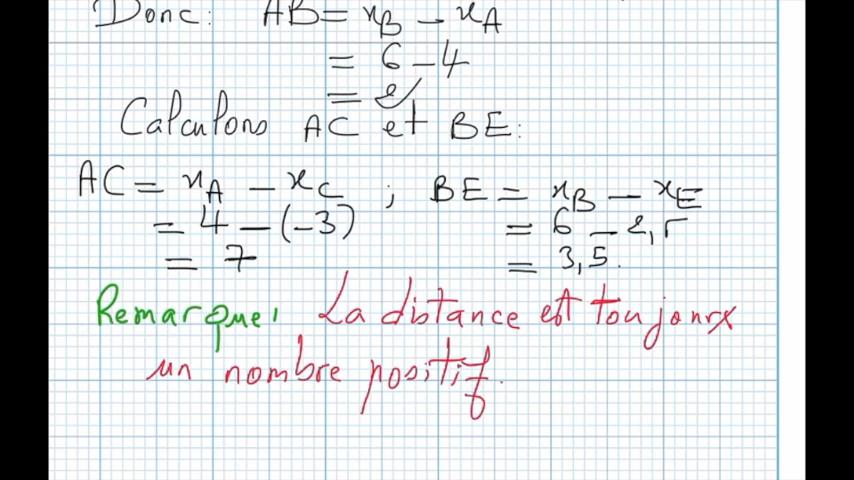 Donc: AB = xB - xA
= 6 - 4
= 2
Calculons AC et BE:
AC = xA - xC ; BE = xB - xE
= 4 - (-3) = 6 - 2,5
= 7 = 3,5.
Remarque: La distance est toujours
un nombre positif.